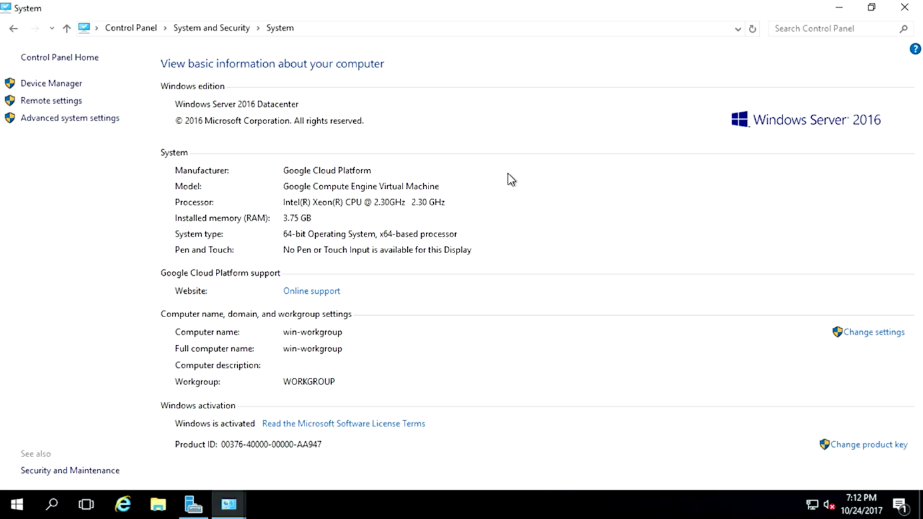 System
Control Panel
System and Security
System
Search Control Panel
Control Panel Home
Device Manager
Remote settings
Advanced system settings
View basic information about your computer
Windows edition
Windows Server 2016 Datacenter
© 2016 Microsoft Corporation. All rights reserved.
Windows Server® 2016
System
Manufacturer: Google Cloud Platform
Model: Google Compute Engine Virtual Machine
Processor: Intel(R) Xeon(R) CPU @ 2.30GHz 2.30 GHz
Installed memory (RAM): 3.75 GB
System type: 64-bit Operating System, x64-based processor
Pen and Touch: No Pen or Touch Input is available for this Display
Google Cloud Platform support
Website: Online support
Computer name, domain, and workgroup settings
Computer name: win-workgroup
Change settings
Full computer name: win-workgroup
Computer description:
Workgroup: WORKGROUP
Windows activation
Windows is activated Read the Microsoft Software License Terms
Product ID: 00376-40000-00000-AA947
Change product key
See also
Security and Maintenance
7:12 PM
10/24/2017
1